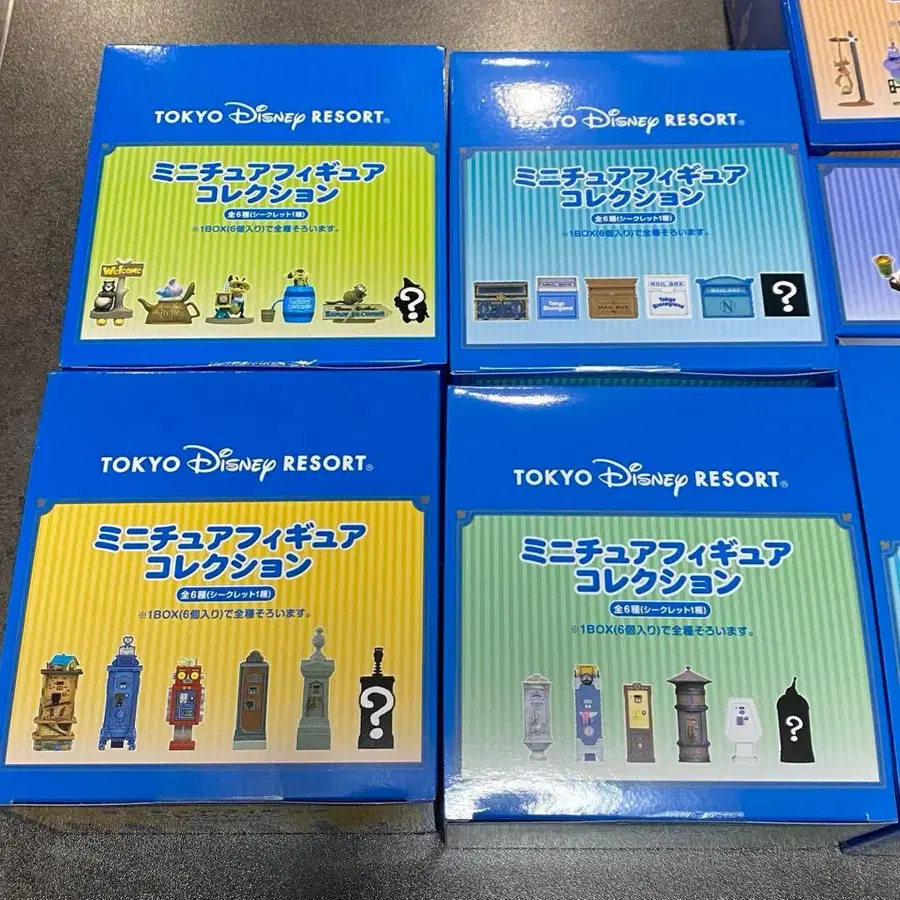 TOKYO Disney RESORT®
ミニチュアフィギュア
コレクション
全6種(シークレット1種)
※1BOX(6個入り)で全種そろいます。
Welcome
?
TOKYO Disney RESORT®
ミニチュアフィギュア
コレクション
全6種(シークレット1種)
※1BOX(6個入り)で全種そろいます。
MAIL BOX
Tokyo
Disneyland
MAIL BOX
MAIL BOX
Tokyo
Disneyland
MAIL BOX
N
?
TOKYO Disney RESORT®
ミニチュアフィギュア
コレクション
全6種(シークレット1種)
※1BOX(6個入り)で全種そろいます。
?
TOKYO Disney RESORT®
ミニチュアフィギュア
コレクション
全6種(シークレット1種)
※1BOX(6個入り)で全種そろいます。
?